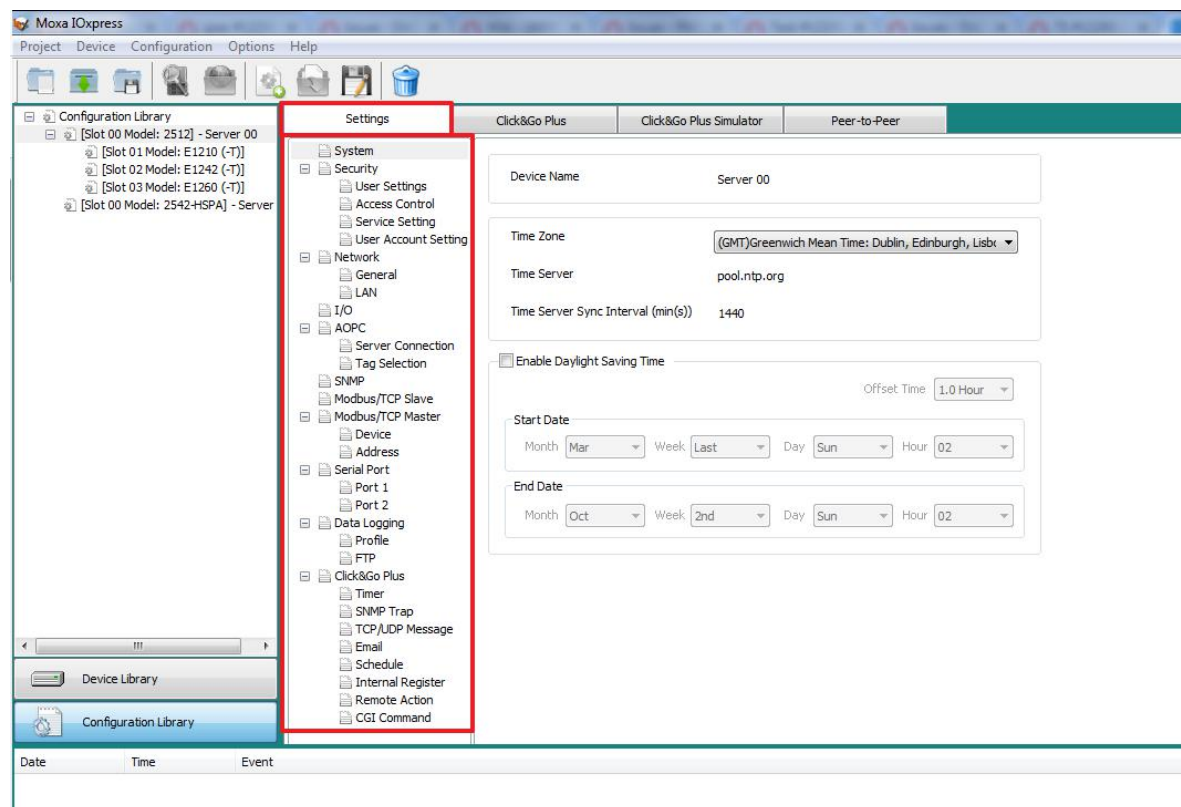 Moxa IOxpress
Project Device Configuration Options Help
Configuration Library
[Slot 00 Model: 2512] - Server 00
[Slot 01 Model: E1210 (-T)]
[Slot 02 Model: E1242 (-T)]
[Slot 03 Model: E1260 (-T)]
[Slot 00 Model: 2542-HSPA] - Server
Device Library
Configuration Library
Settings Click&Go Plus Click&Go Plus Simulator Peer-to-Peer
System
Security
User Settings
Access Control
Service Setting
User Account Setting
Network
General
LAN
I/O
AOPC
Server Connection
Tag Selection
SNMP
Modbus/TCP Slave
Modbus/TCP Master
Device
Address
Serial Port
Port 1
Port 2
Data Logging
Profile
FTP
Click&Go Plus
Timer
SNMP Trap
TCP/UDP Message
Email
Schedule
Internal Register
Remote Action
CGI Command
Device Name Server 00
Time Zone (GMT)Greenwich Mean Time: Dublin, Edinburgh,
Time Server pool.ntp.org
Time Server Sync Interval (min(s)) 1440
Enable Daylight Saving Time
Offset Time 1.0 Hour
Start Date
Month Mar Week Last Day Sun Hour 02
End Date
Month Oct Week 2nd Day Sun Hour 02
Date Time Event